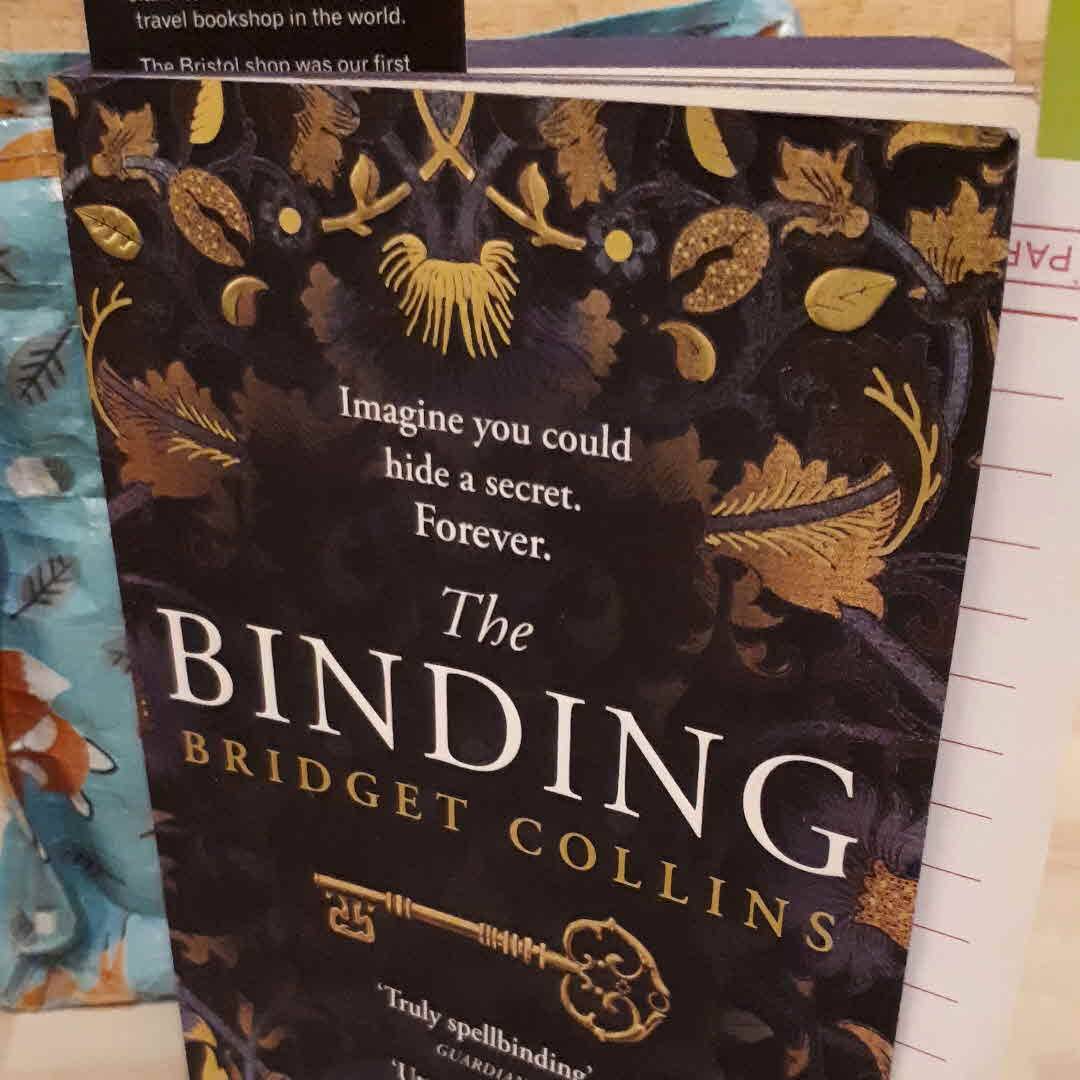 travel bookshop in the world.
The Bristol shop was our first
PAR
Imagine you could
hide a secret.
Forever.
The
BINDING
BRIDGET COLLINS
'Truly spellbinding'
GUARDIAN